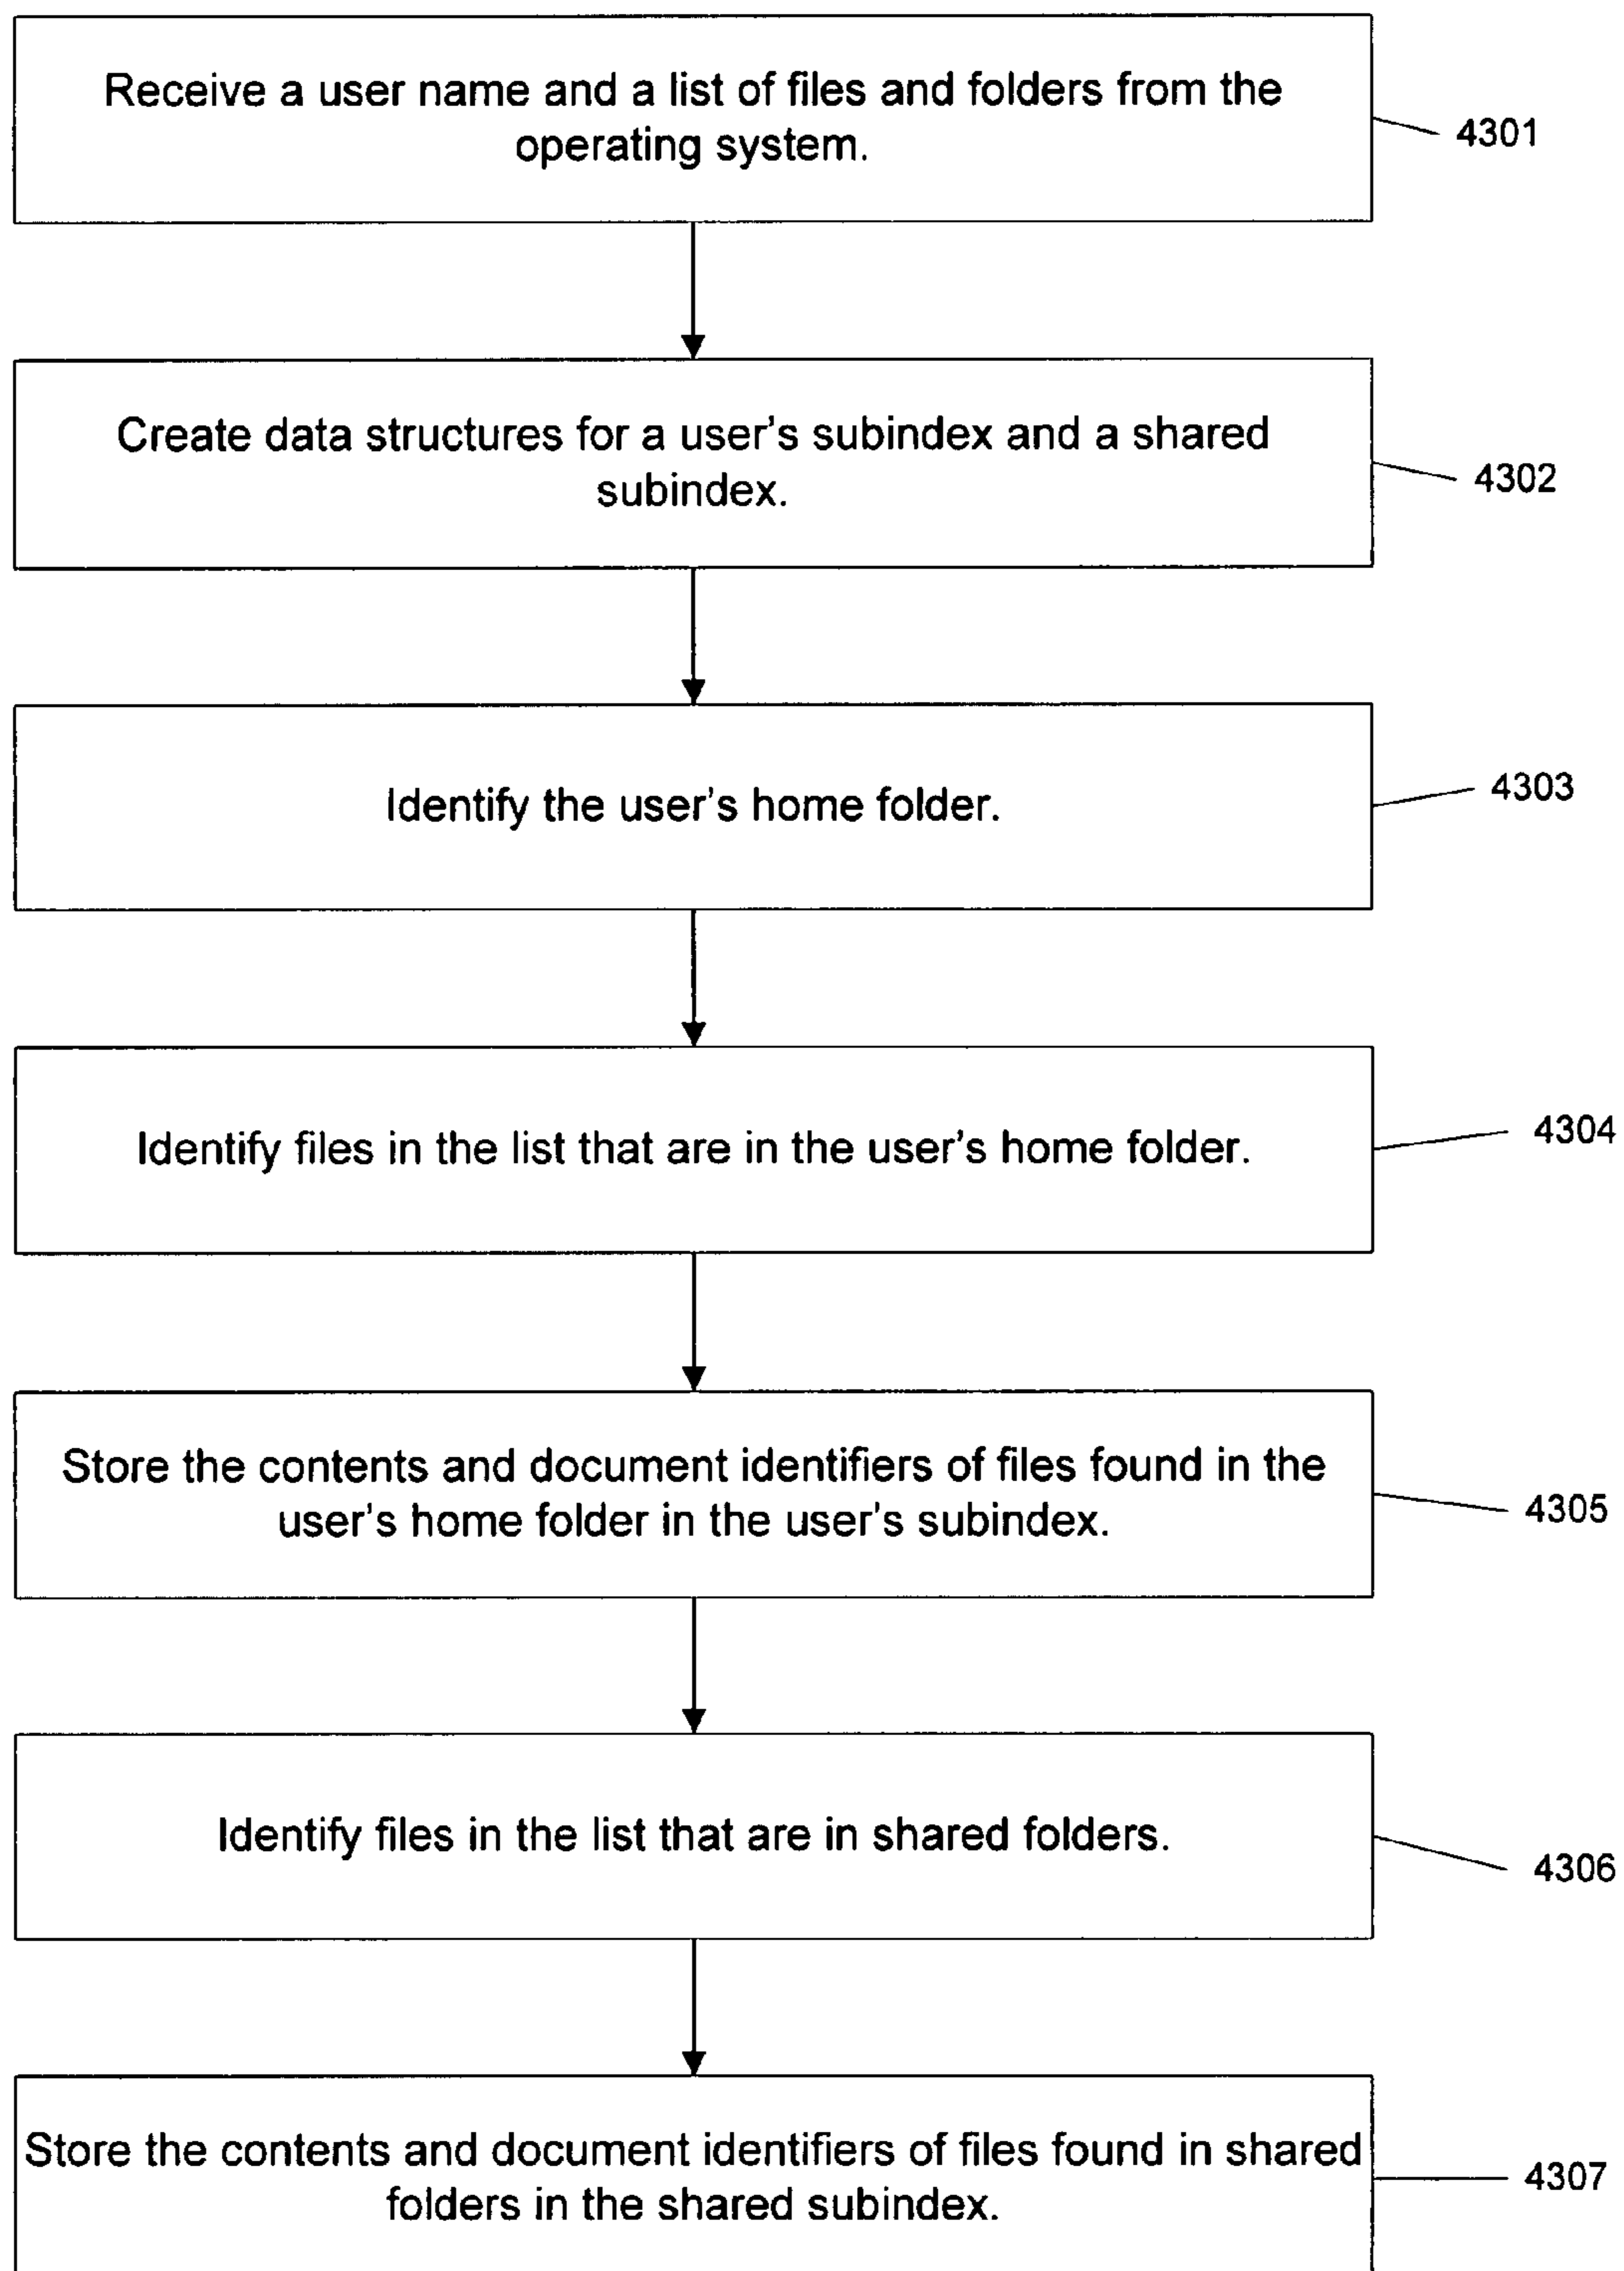 Receive a user name and a list of files and folders from the
operating system.
4301
Create data structures for a user's subindex and a shared
subindex.
4302
Identify the user's home folder.
4303
Identify files in the list that are in the user's home folder.
4304
Store the contents and document identifiers of files found in the
user's home folder in the user's subindex.
4305
Identify files in the list that are in shared folders.
4306
Store the contents and document identifiers of files found in shared
folders in the shared subindex.
4307